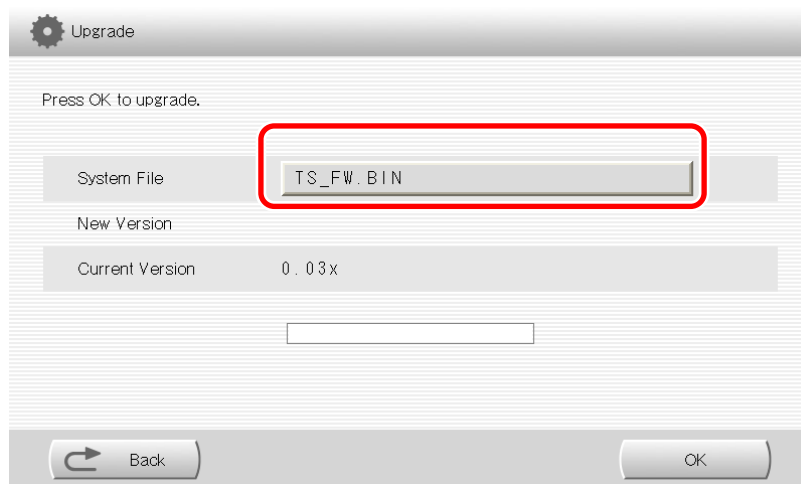 Upgrade
Press OK to upgrade.
System File TS_FW.BIN
New Version
Current Version 0.03x
Back OK